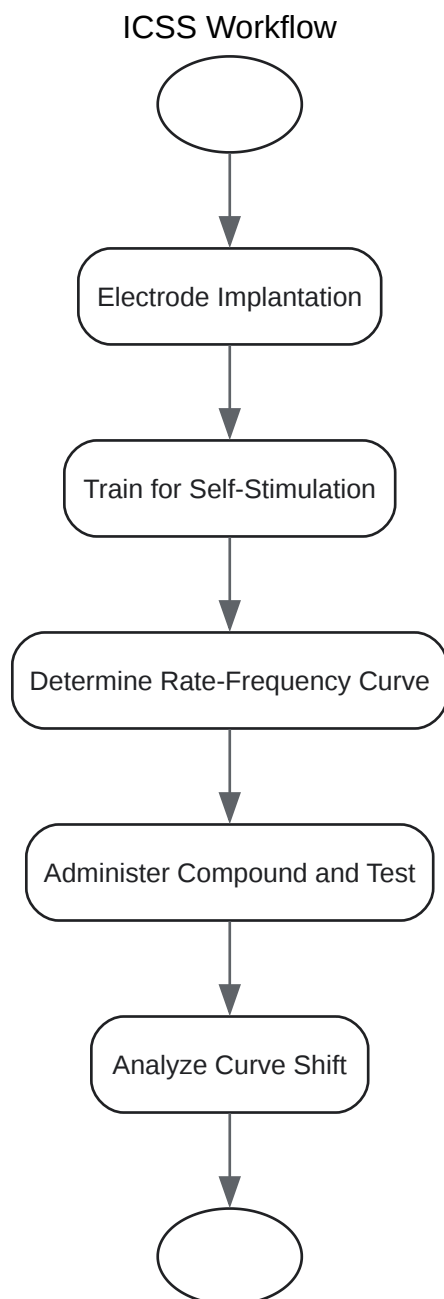 ICSS Workflow
Electrode Implantation
Train for Self-Stimulation
Determine Rate-Frequency Curve
Administer Compound and Test
Analyze Curve Shift